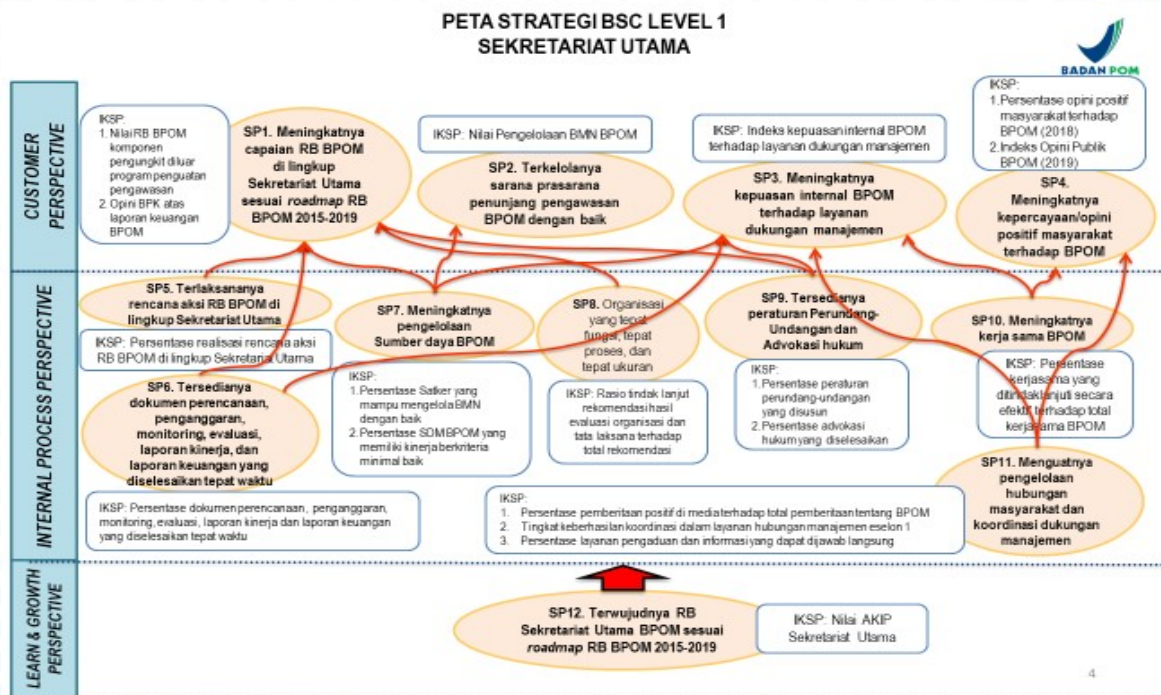 PETA STRATEGI BSC LEVEL 1
SEKRETARIAT UTAMA
BADAN POM
CUSTOMER
PERSPECTIVE
IKSP:
1. Nilai RB BPOM
komponen
pengungkit diluar
program penguatan
pengawasan
2. Opini BPK atas
laporan keuangan
BPOM
SP1. Meningkatnya
capaian RB BPOM
di lingkup
Sekretariat Utama
sesuai roadmap RB
BPOM 2015-2019
IKSP: Nilai Pengelolaan BMN BPOM
SP2. Terkelolanya
sarana prasarana
penunjang pengawasan
BPOM dengan baik
IKSP: Indeks kepuasan internal BPOM
terhadap layanan dukungan manajemen
SP3. Meningkatnya
kepuasan internal BPOM
terhadap layanan
dukungan manajemen
IKSP:
1. Persentase opini positif
masyarakat terhadap
BPOM (2018)
2. Indeks Opini Publik
BPOM (2019)
SP4.
Meningkatnya
kepercayaan/opini
positif masyarakat
terhadap BPOM
INTERNAL PROCESS PERSPECTIVE
SP5. Terlaksananya
rencana aksi RB BPOM di
lingkup Sekretariat Utama
IKSP: Persentase realisasi rencana aksi
RB BPOM di lingkup Sekretariat Utama
SP6. Tersedianya
dokumen perencanaan,
penganggaran,
monitoring, evaluasi,
laporan kinerja, dan
laporan keuangan yang
diselesaikan tepat waktu
IKSP: Persentase dokumen perencanaan, penganggaran,
monitoring, evaluasi, laporan kinerja dan laporan keuangan
yang diselesaikan tepat waktu
SP7. Meningkatnya
pengelolaan
Sumber daya BPOM
IKSP:
1. Persentase Satker yang
mampu mengelola BMN
dengan baik
2. Persentase SDM BPOM yang
memiliki kinerja berkriteria
minimal baik
SP8. Organisasi
yang tepat
fungsi, tepat
proses, dan
tepat ukuran
IKSP: Rasio tindak lanjut
rekomendasi hasil
evaluasi organisasi dan
tata laksana terhadap
total rekomendasi
SP9. Tersedianya
peraturan Perundang-
Undangan dan
Advokasi hukum
IKSP:
1. Persentase peraturan
perundang-undangan
yang disusun
2. Persentase advokasi
hukum yang diselesaikan
SP10. Meningkatnya
kerja sama BPOM
IKSP: Persentase
kerjasama yang
ditindaklanjuti secara
efektif terhadap total
kerjasama BPOM
SP11. Menguatnya
pengelolaan
hubungan
masyarakat dan
koordinasi dukungan
manajemen
IKSP:
1. Persentase pemberitaan positif di media terhadap total pemberitaan tentang BPOM
2. Tingkat keberhasilan koordinasi dalam layanan hubungan manajemen eselon 1
3. Persentase layanan pengaduan dan informasi yang dapat dijawab langsung
LEARN & GROWTH
PERSPECTIVE
SP12. Terwujudnya RB
Sekretariat Utama BPOM sesuai
roadmap RB BPOM 2015-2019
IKSP: Nilai AKIP
Sekretariat Utama
4